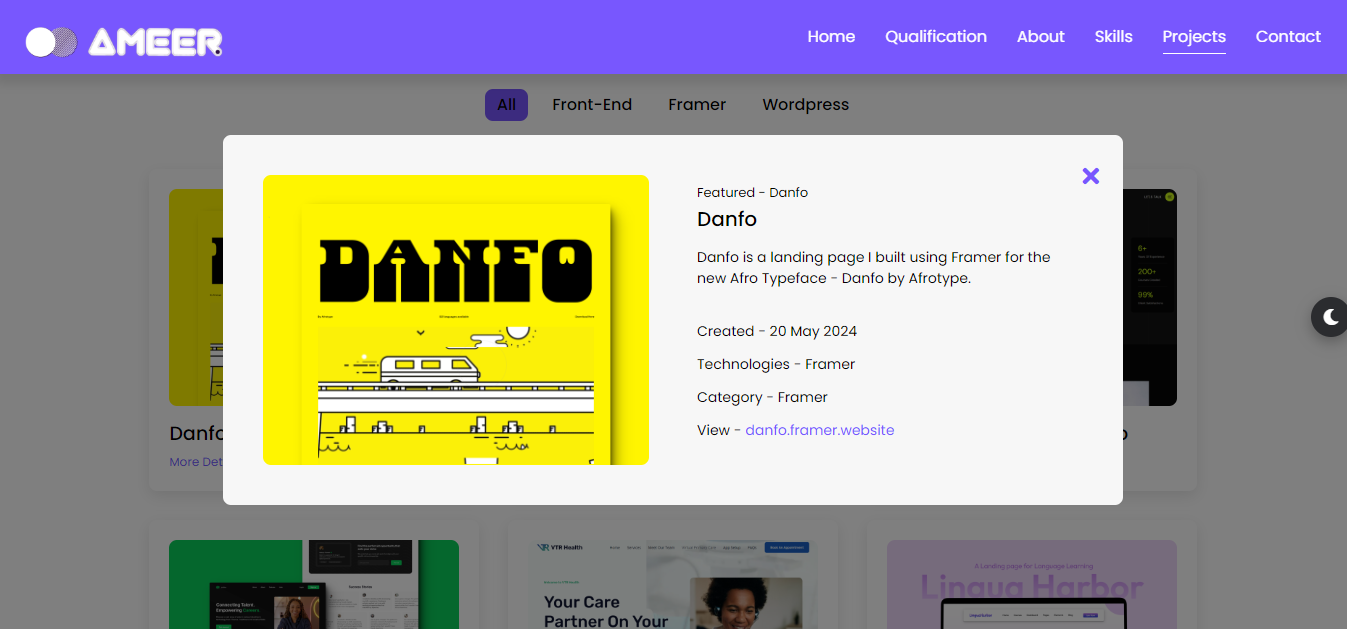 AMEER.
Home
Qualification
About
Skills
Projects
Contact
All
Front-End
Framer
Wordpress
DANFO
Featured - Danfo
Danfo
Danfo is a landing page I built using Framer for the
new Afro Typeface - Danfo by Afrotype.
Created - 20 May 2024
Technologies - Framer
Category - Framer
View - danfo.framer.website
6+
200+
99%
Danfo
More Det
VTR Health
Your Care
Partner On Your
Connecting Talent,
Empowering Careers.
A Landing page for Language Learning
Lingua Harbor